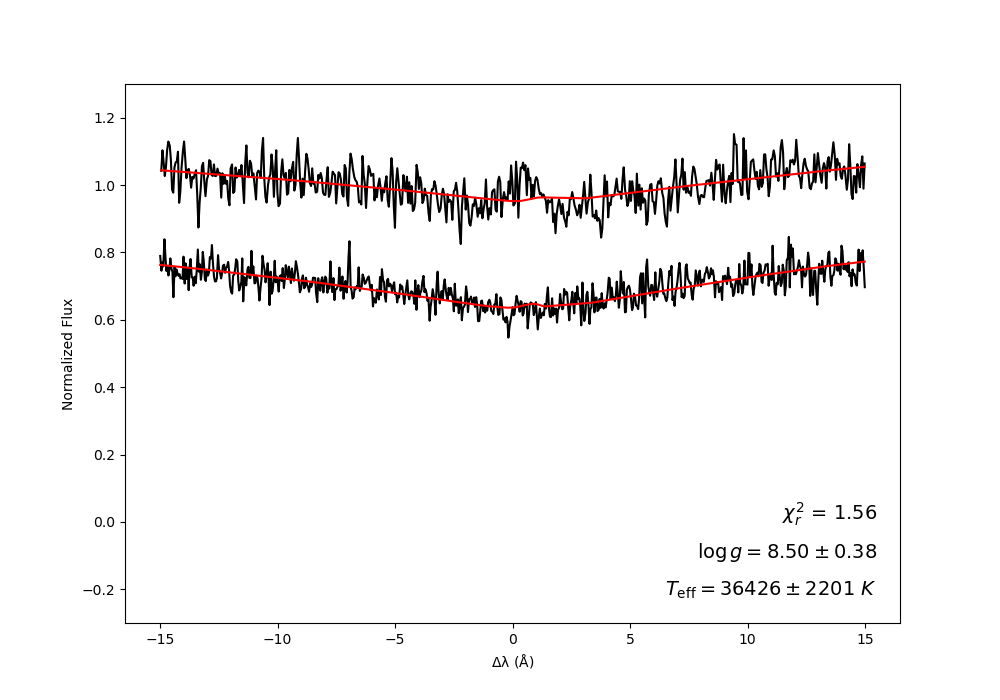 1.2
1.0
0.8
0.6
0.4
0.2
0.0
−0.2
Normalized Flux
χ²ᵣ = 1.56
log g = 8.50 ± 0.38
T_eff = 36426 ± 2201 K
−15 −10 −5 0 5 10 15
Δλ (Å)